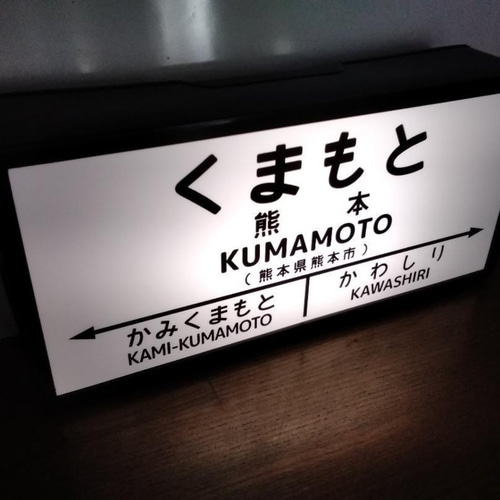 くまもと
熊本
KUMAMOTO
(熊本県熊本市)
かみくまもと
KAMI-KUMAMOTO
かわしり
KAWASHIRI